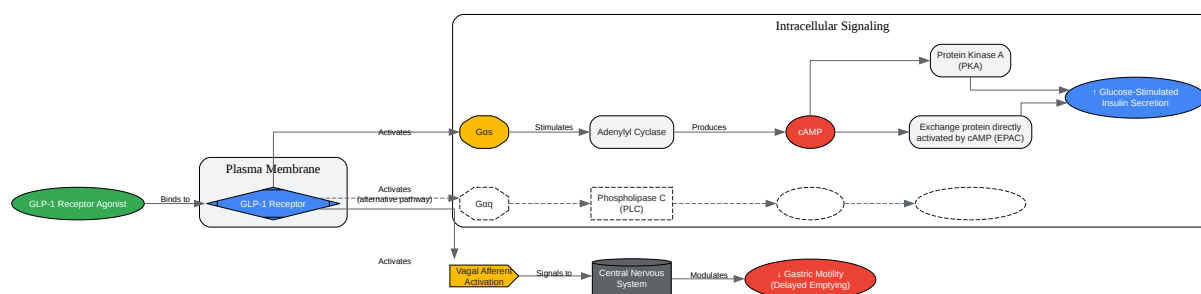 Intracellular Signaling
Protein Kinase A
(PKA)
↑ Glucose-Stimulated
Insulin Secretion
Activates
Gαs
Stimulates
Adenylyl Cyclase
Produces
cAMP
Exchange protein directly
activated by cAMP (EPAC)
Plasma Membrane
GLP-1 Receptor Agonist
Binds to
GLP-1 Receptor
Activates
(alternative pathway)
Gαq
Phospholipase C
(PLC)
Activates
Vagal Afferent
Activation
Signals to
Central Nervous
System
Modulates
↓ Gastric Motility
(Delayed Emptying)